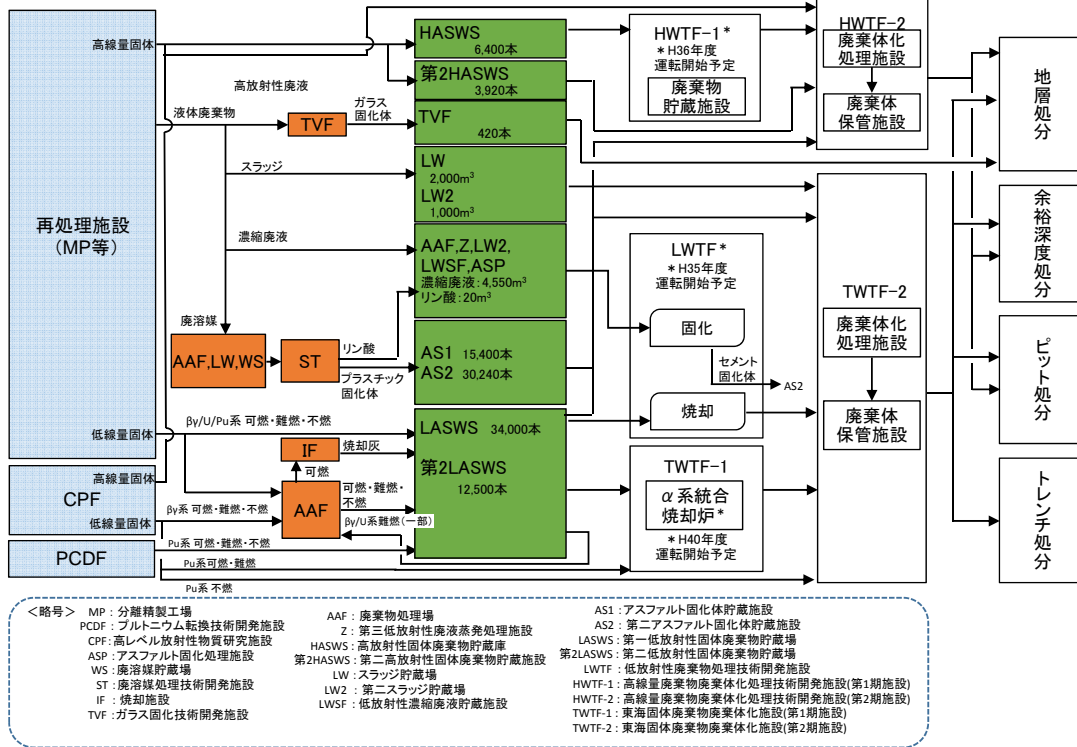 再処理施設
(MP等)
CPF
PCDF
高線量固体
液体廃棄物
低線量固体
高線量固体
低線量固体
高放射性廃液
TVF
ガラス
固化体
スラッジ
濃縮廃液
廃溶媒
AAF,LW,WS
ST
リン酸
プラスチック
固化体
βγ/U/Pu系 可燃・難燃・不燃
IF
焼却灰
可燃
βγ系 可燃・難燃・不燃
AAF
可燃・難燃・
不燃
βγ/U系難燃(一部)
Pu系 可燃・難燃・不燃
Pu系可燃・難燃
Pu系 不燃
HASWS
6,400本
第2HASWS
3,920本
TVF
420本
LW
2,000m³
LW2
1,000m³
AAF,Z,LW2,
LWSF,ASP
濃縮廃液:4,550m³
リン酸:20m³
AS1 15,400本
AS2 30,240本
LASWS 34,000本
第2LASWS
12,500本
HWTF-1*
*H36年度
運転開始予定
廃棄物
貯蔵施設
LWTF*
*H35年度
運転開始予定
固化
セメント
固化体
AS2
焼却
TWTF-1
α系統合
焼却炉*
*H40年度
運転開始予定
HWTF-2
廃棄体化
処理施設
廃棄体
保管施設
TWTF-2
廃棄体化
処理施設
廃棄体
保管施設
地層処分
余裕深度処分
ピット処分
トレンチ処分
<略号> MP:分離精製工場
PCDF:プルトニウム転換技術開発施設
CPF:高レベル放射性物質研究施設
ASP:アスファルト固化処理施設
WS:廃溶媒貯蔵場
ST:廃溶媒処理技術開発施設
IF:焼却施設
TVF:ガラス固化技術開発施設
AAF:廃棄物処理場
Z:第三低放射性廃液蒸発処理施設
HASWS:高放射性固体廃棄物貯蔵庫
第2HASWS:第二高放射性固体廃棄物貯蔵施設
LW:スラッジ貯蔵場
LW2:第二スラッジ貯蔵場
LWSF:低放射性濃縮廃液貯蔵施設
AS1:アスファルト固化体貯蔵施設
AS2:第二アスファルト固化体貯蔵施設
LASWS:第一低放射性固体廃棄物貯蔵場
第2LASWS:第二低放射性固体廃棄物貯蔵場
LWTF:低放射性廃棄物処理技術開発施設
HWTF-1:高線量廃棄物廃棄体化処理技術開発施設(第1期施設)
HWTF-2:高線量廃棄物廃棄体化処理技術開発施設(第2期施設)
TWTF-1:東海固体廃棄物廃棄体化施設(第1期施設)
TWTF-2:東海固体廃棄物廃棄体化施設(第2期施設)